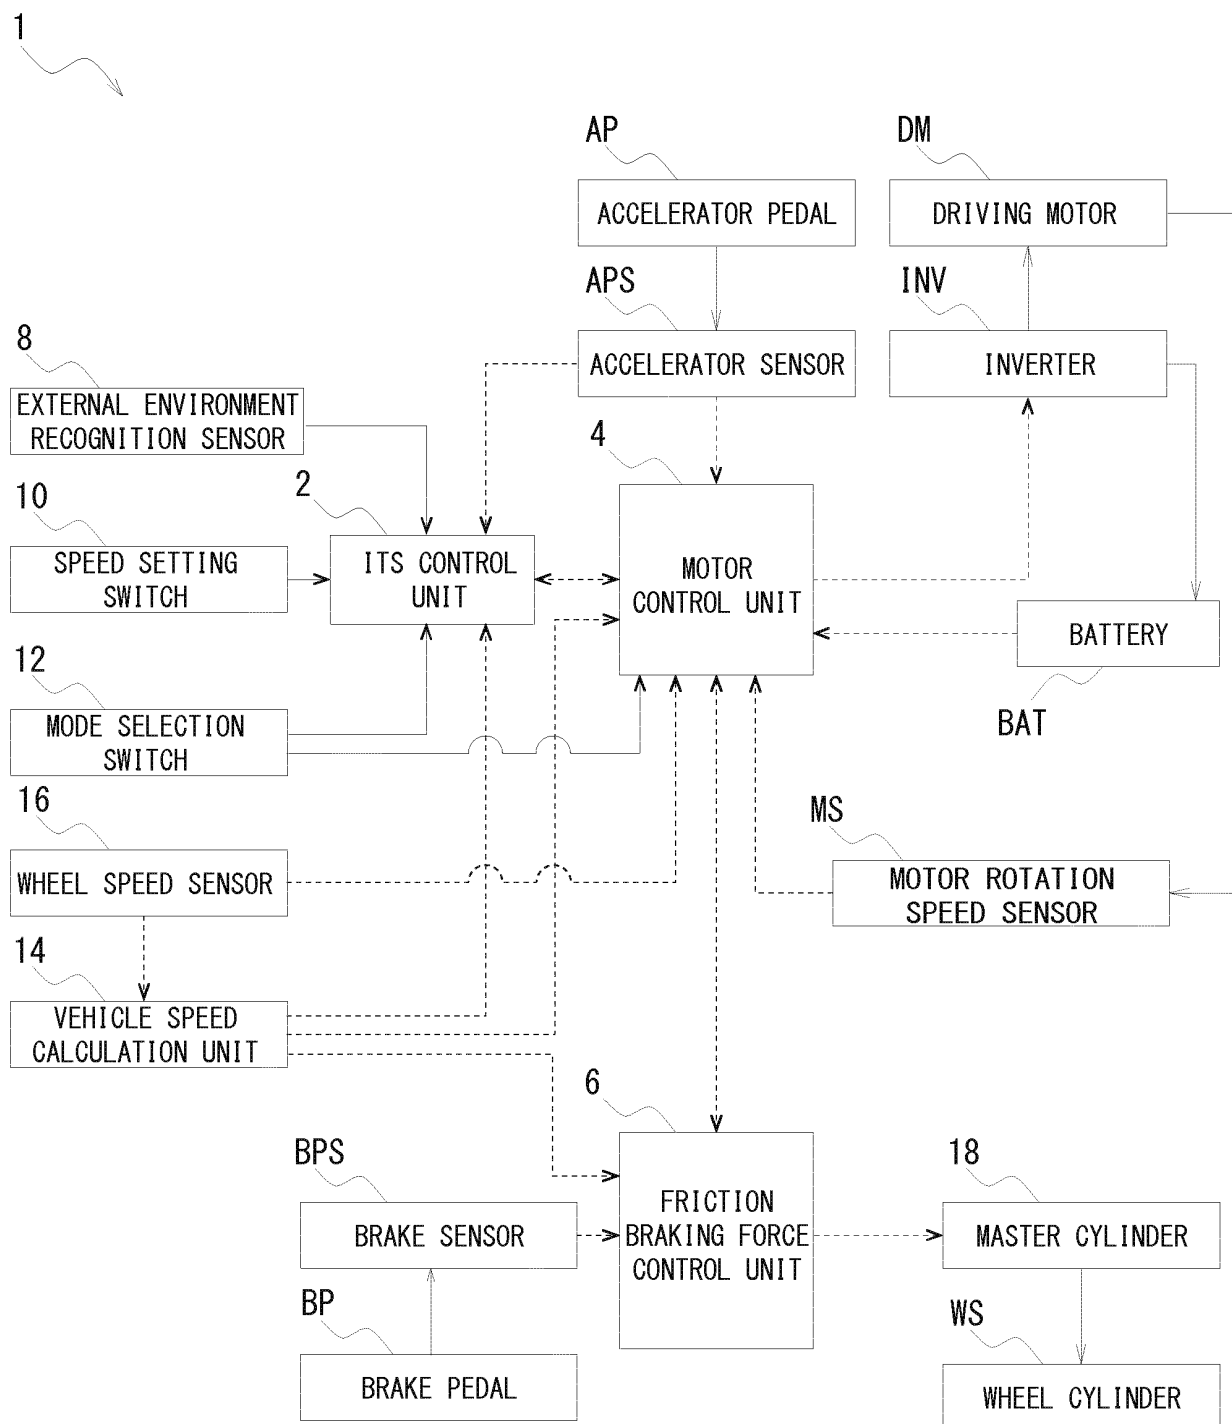 1
AP
DM
ACCELERATOR PEDAL
DRIVING MOTOR
APS
INV
ACCELERATOR SENSOR
INVERTER
8
EXTERNAL ENVIRONMENT
RECOGNITION SENSOR
4
10
2
SPEED SETTING
SWITCH
ITS CONTROL
UNIT
MOTOR
CONTROL UNIT
BATTERY
BAT
12
MODE SELECTION
SWITCH
16
WHEEL SPEED SENSOR
MS
MOTOR ROTATION
SPEED SENSOR
14
VEHICLE SPEED
CALCULATION UNIT
6
BPS
18
BRAKE SENSOR
FRICTION
BRAKING FORCE
CONTROL UNIT
MASTER CYLINDER
BP
WS
BRAKE PEDAL
WHEEL CYLINDER